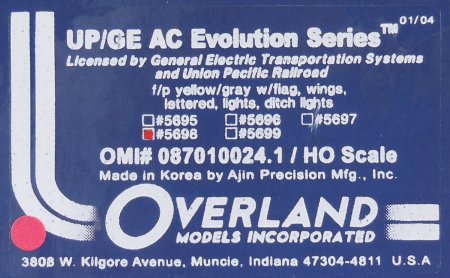 01/04
UP/GE AC Evolution Series™
Licensed by General Electric Transportation Systems
and Union Pacific Railroad
f/p yellow/gray w/flag, wings,
lettered, lights, ditch lights
#5695 #5696 #5697
#5698 #5699
OMI# 087010024.1 / HO Scale
Made in Korea by Ajin Precision Mfg., Inc.
OVERLAND
MODELS INCORPORATED
3808 W. Kilgore Avenue, Muncie, Indiana 47304-4811 U.S.A